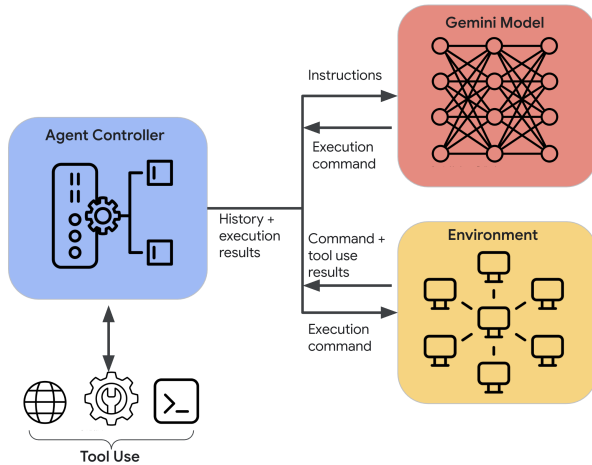 Gemini Model
Instructions
Execution
command
Agent Controller
History +
execution
results
Environment
Command +
tool use
results
Execution
command
Tool Use